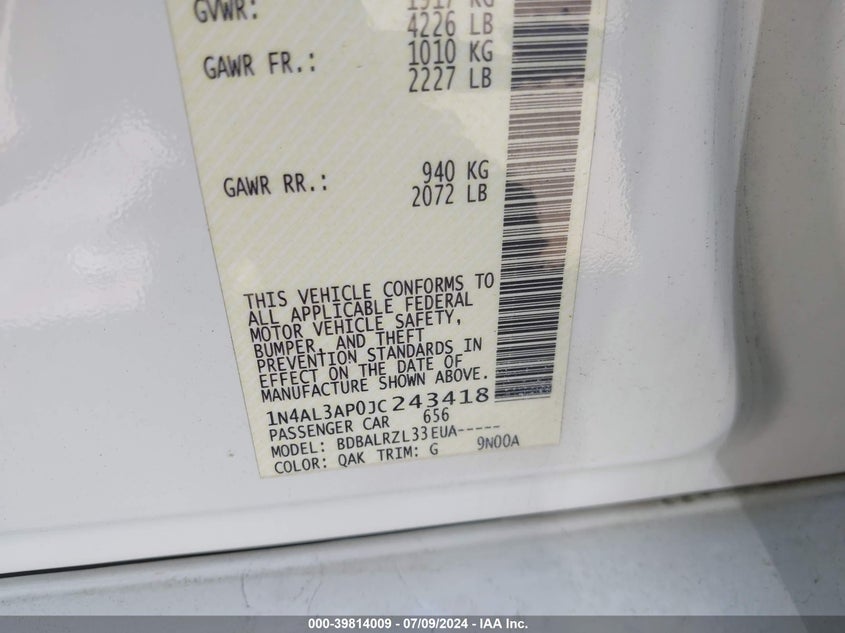 GVWR: 1917 KG
4226 LB
GAWR FR.: 1010 KG
2227 LB
GAWR RR.: 940 KG
2072 LB
THIS VEHICLE CONFORMS TO
ALL APPLICABLE FEDERAL
MOTOR VEHICLE SAFETY,
BUMPER, AND THEFT
PREVENTION STANDARDS IN
EFFECT ON THE DATE OF
MANUFACTURE SHOWN ABOVE.
1N4AL3AP0JC243418
PASSENGER CAR 656
MODEL: BDBALRZL33EUA-----
COLOR: QAK TRIM: G 9N00A
000-39814009 - 07/09/2024 - IAA Inc.